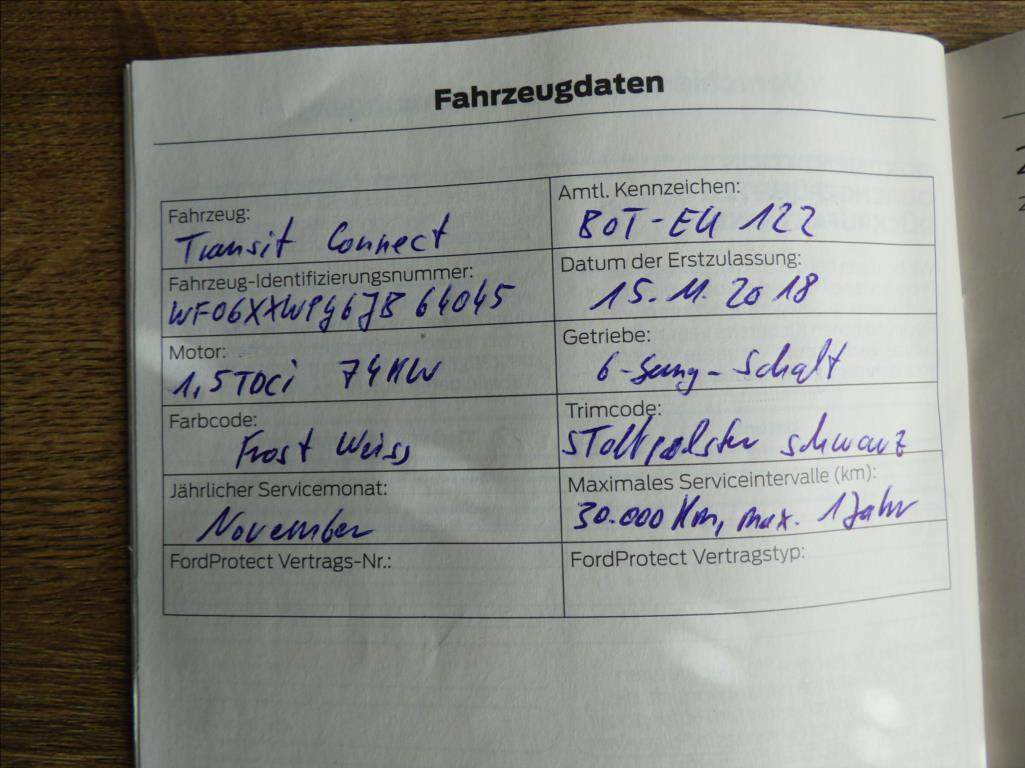 Fahrzeugdaten
Fahrzeug:
Transit Connect
Amtl. Kennzeichen:
BOT-EU 122
Fahrzeug-Identifizierungsnummer:
WF06XXWPG6JB 64045
Datum der Erstzulassung:
15.11.2018
Motor:
1,5TDCi 74KW
Getriebe:
6-Gang-Schalt
Farbcode:
Frost Weiss
Trimcode:
Stoffpolster schwarz
Jährlicher Servicemonat:
November
Maximales Serviceintervalle (km):
30.000 Km, max. 1 Jahr
FordProtect Vertrags-Nr.:
FordProtect Vertragstyp: